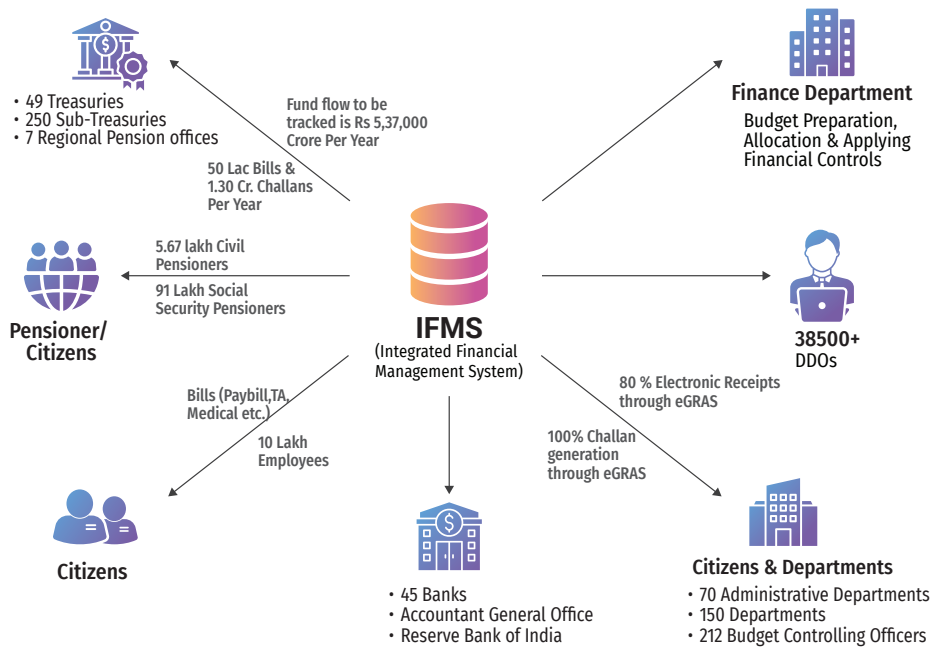 • 49 Treasuries
• 250 Sub-Treasuries
• 7 Regional Pension offices
Fund flow to be
tracked is Rs 5,37,000
Crore Per Year
50 Lac Bills &
1.30 Cr. Challans
Per Year
Finance Department
Budget Preparation,
Allocation & Applying
Financial Controls
5.67 lakh Civil
Pensioners
91 Lakh Social
Security Pensioners
Pensioner/
Citizens
IFMS
(Integrated Financial
Management System)
38500+
DDOs
Bills (Paybill,TA,
Medical etc.)
10 Lakh
Employees
80 % Electronic Receipts
through eGRAS
100% Challan
generation
through eGRAS
Citizens
• 45 Banks
• Accountant General Office
• Reserve Bank of India
Citizens & Departments
• 70 Administrative Departments
• 150 Departments
• 212 Budget Controlling Officers